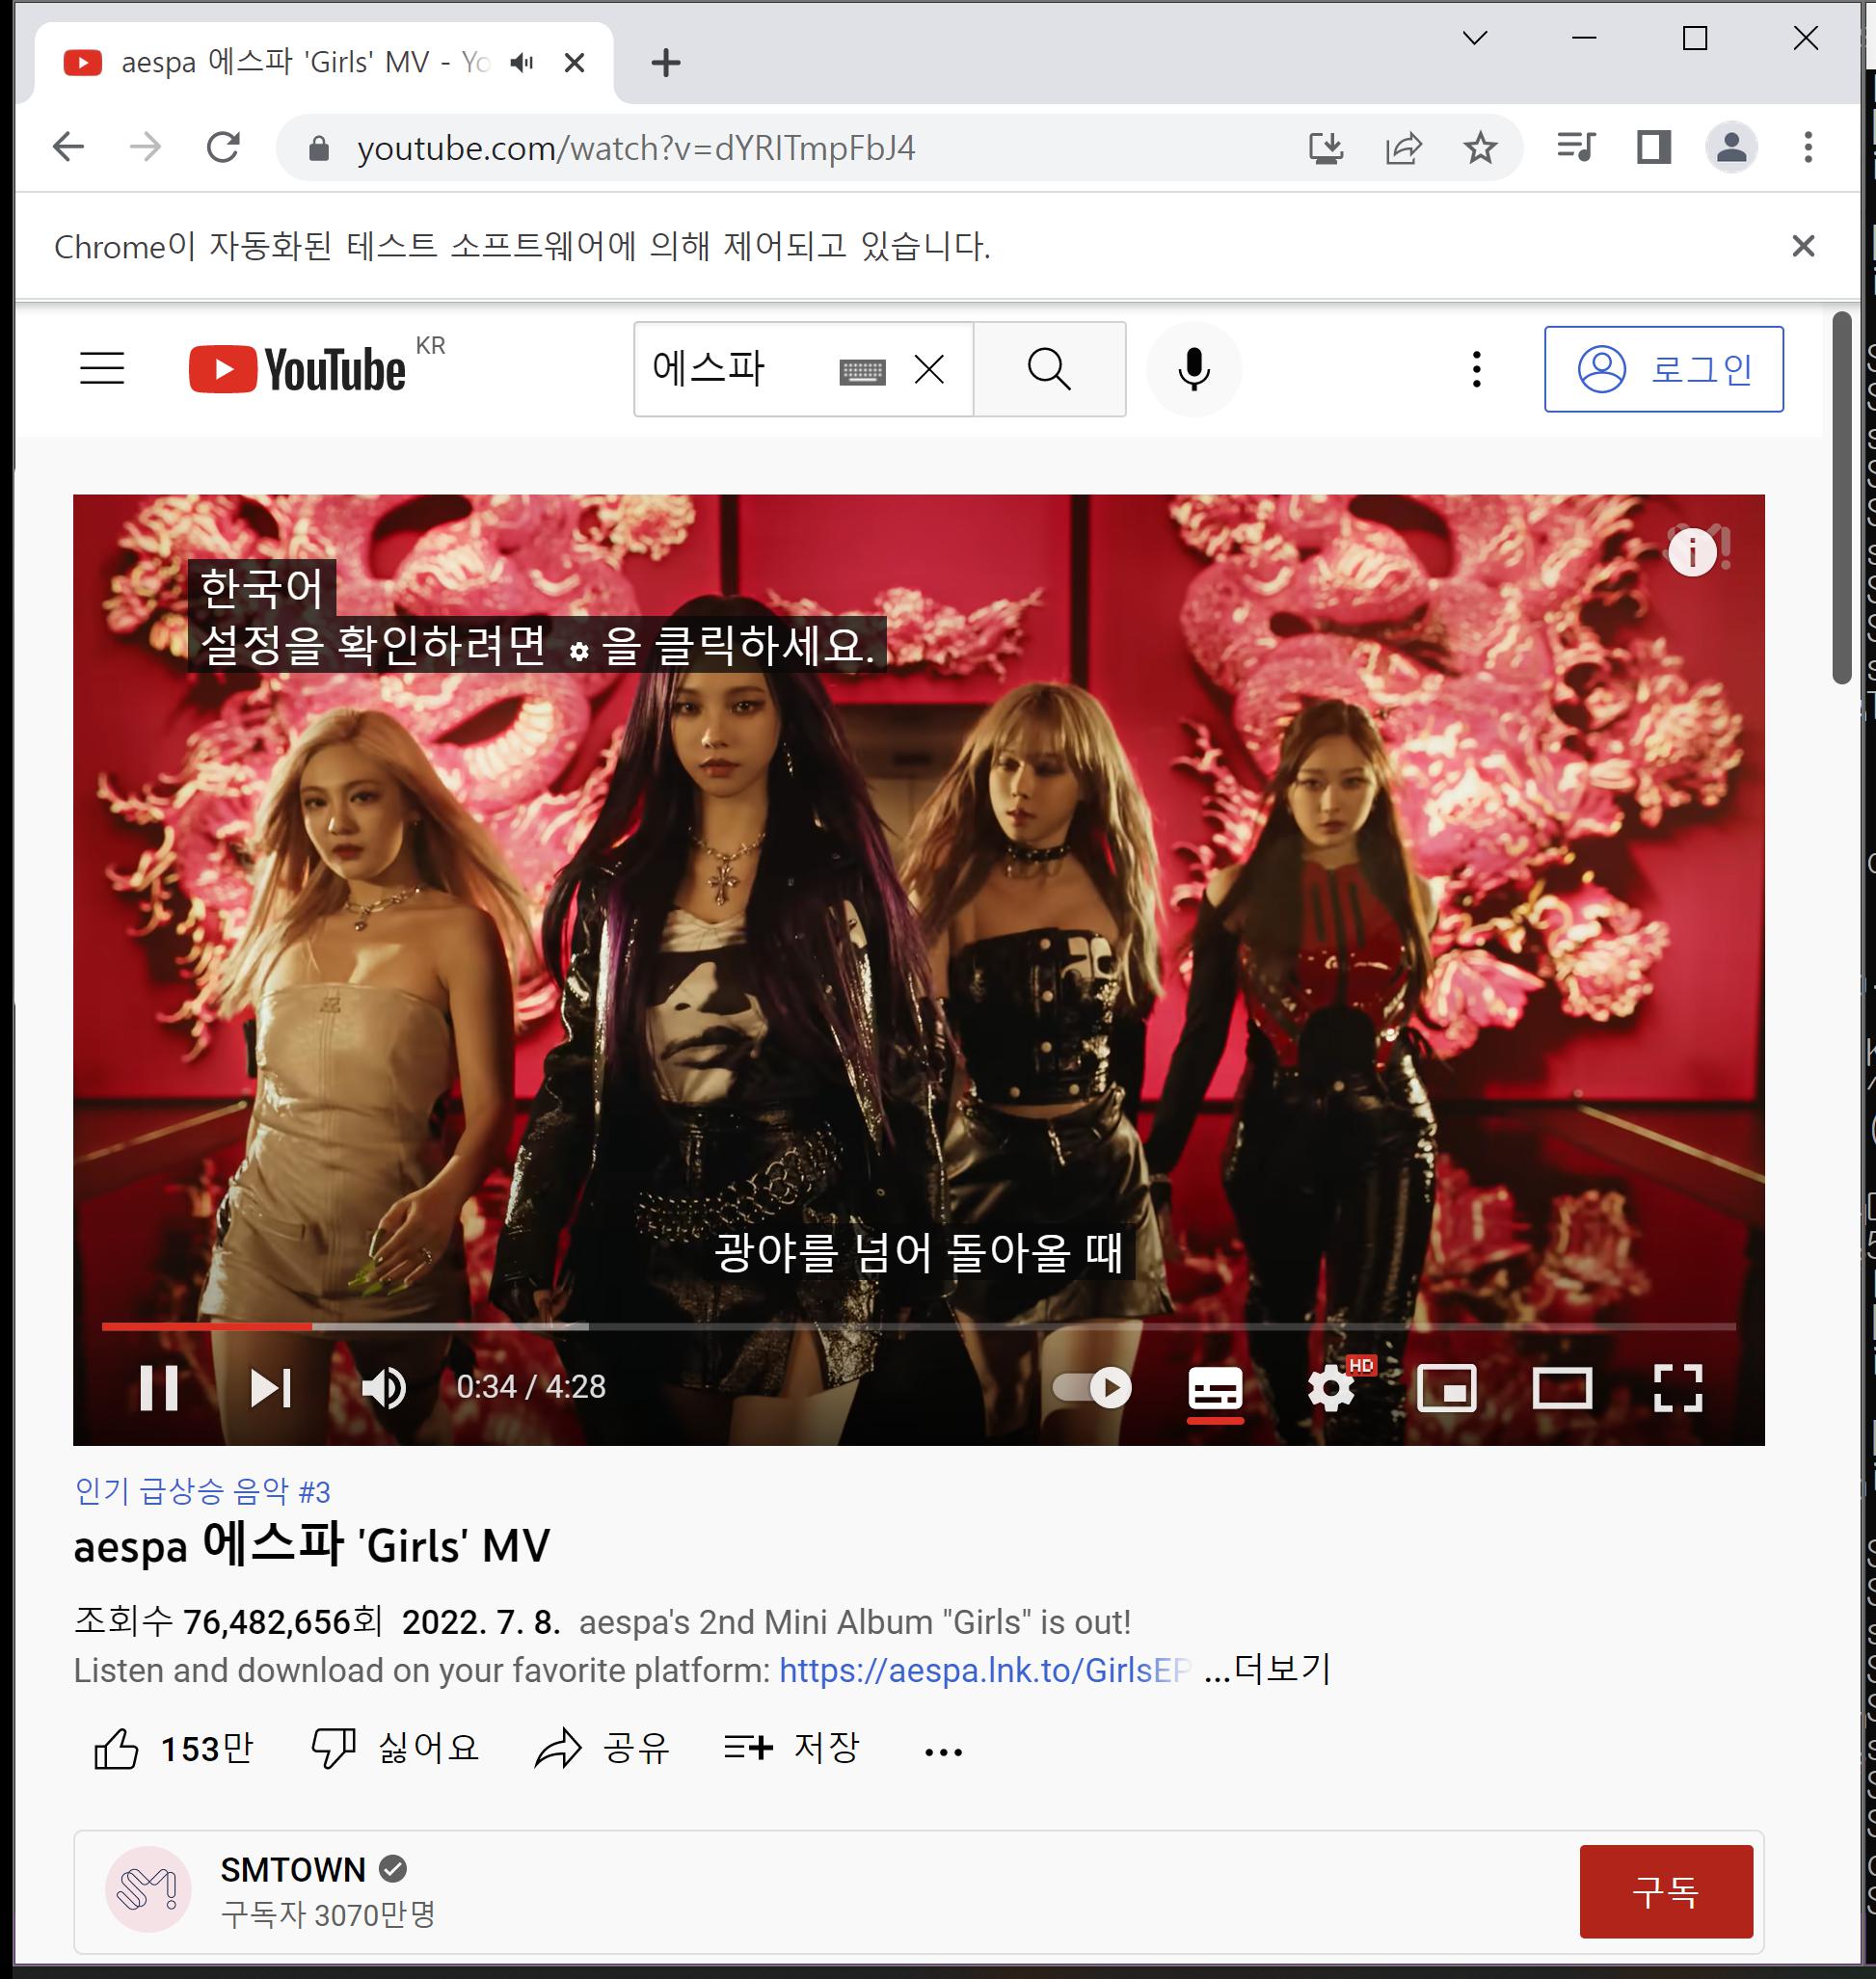 aespa 에스파 'Girls' MV - Yo
youtube.com/watch?v=dYRITmpFbJ4
Chrome이 자동화된 테스트 소프트웨어에 의해 제어되고 있습니다.
YouTube KR
에스파
로그인
한국어
설정을 확인하려면 을 클릭하세요.
광야를 넘어 돌아올 때
0:34 / 4:28
HD
인기 급상승 음악 #3
aespa 에스파 'Girls' MV
조회수 76,482,656회 2022. 7. 8. aespa's 2nd Mini Album "Girls" is out!
Listen and download on your favorite platform: https://aespa.lnk.to/GirlsEP ...더보기
153만 싫어요 공유 저장
SMTOWN
구독자 3070만명
구독